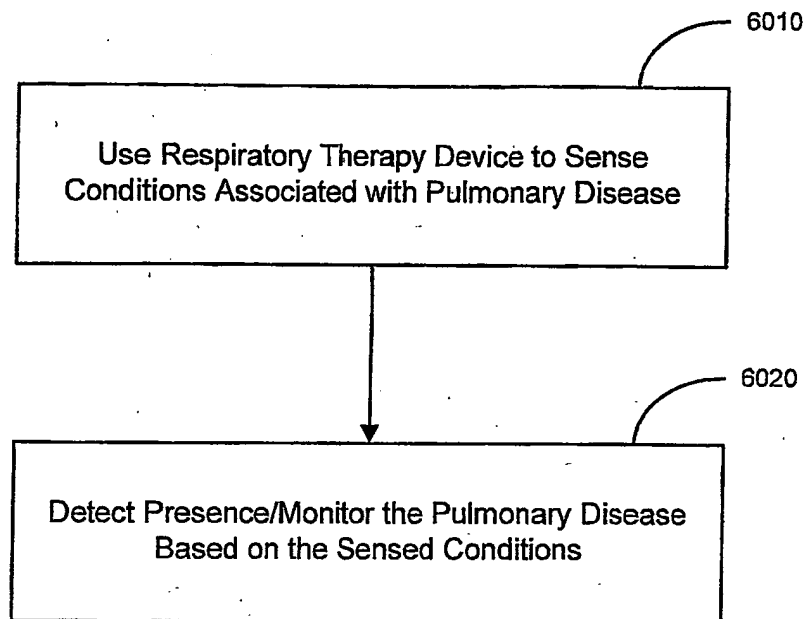 6010
Use Respiratory Therapy Device to Sense
Conditions Associated with Pulmonary Disease
6020
Detect Presence/Monitor the Pulmonary Disease
Based on the Sensed Conditions